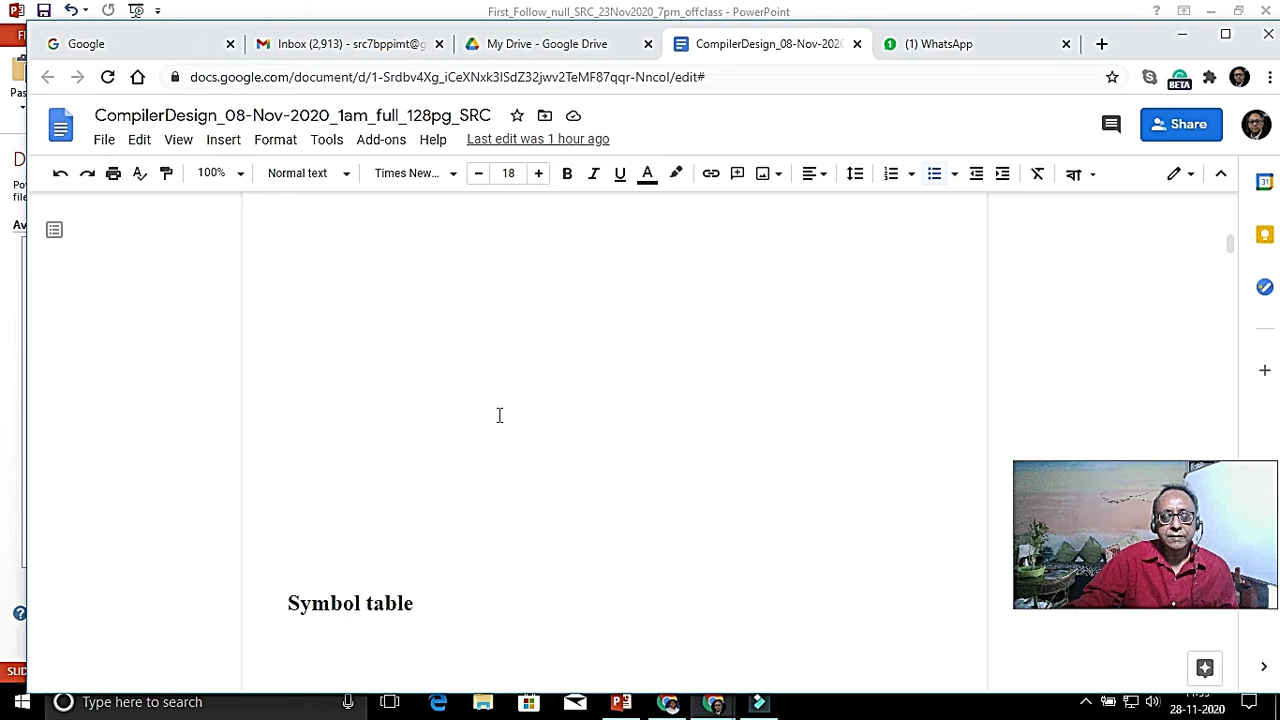 First_Follow_null_SRC_23Nov2020_7pm_offclass - PowerPoint
Google
Inbox (2,913) - src7bppimt@g
My Drive - Google Drive
CompilerDesign_08-Nov-202
(1) WhatsApp
docs.google.com/document/d/1-Srdbv4Xg_iCeXNxk3ISdZ32jwv2TeMF87qqr-Nncol/edit#
BETA
CompilerDesign_08-Nov-2020_1am_full_128pg_SRC
File Edit View Insert Format Tools Add-ons Help Last edit was 1 hour ago
Share
100% Normal text Times New... 18 B I U A
31
Symbol table
Type here to search
28-11-2020